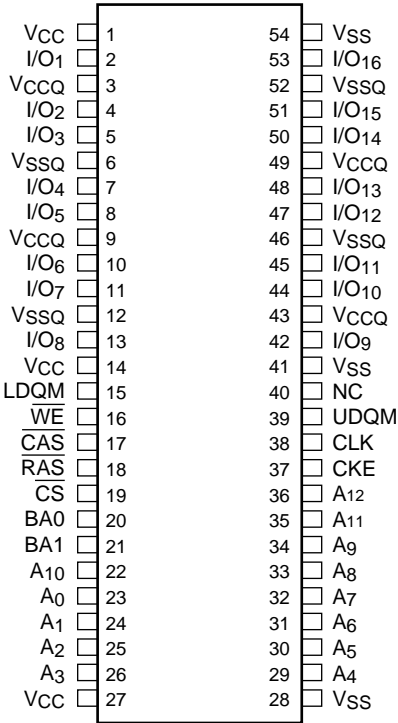 VCC 1 54 VSS
I/O1 2 53 I/O16
VCCQ 3 52 VSSQ
I/O2 4 51 I/O15
I/O3 5 50 I/O14
VSSQ 6 49 VCCQ
I/O4 7 48 I/O13
I/O5 8 47 I/O12
VCCQ 9 46 VSSQ
I/O6 10 45 I/O11
I/O7 11 44 I/O10
VSSQ 12 43 VCCQ
I/O8 13 42 I/O9
VCC 14 41 VSS
LDQM 15 40 NC
WE 16 39 UDQM
CAS 17 38 CLK
RAS 18 37 CKE
CS 19 36 A12
BA0 20 35 A11
BA1 21 34 A9
A10 22 33 A8
A0 23 32 A7
A1 24 31 A6
A2 25 30 A5
A3 26 29 A4
VCC 27 28 VSS